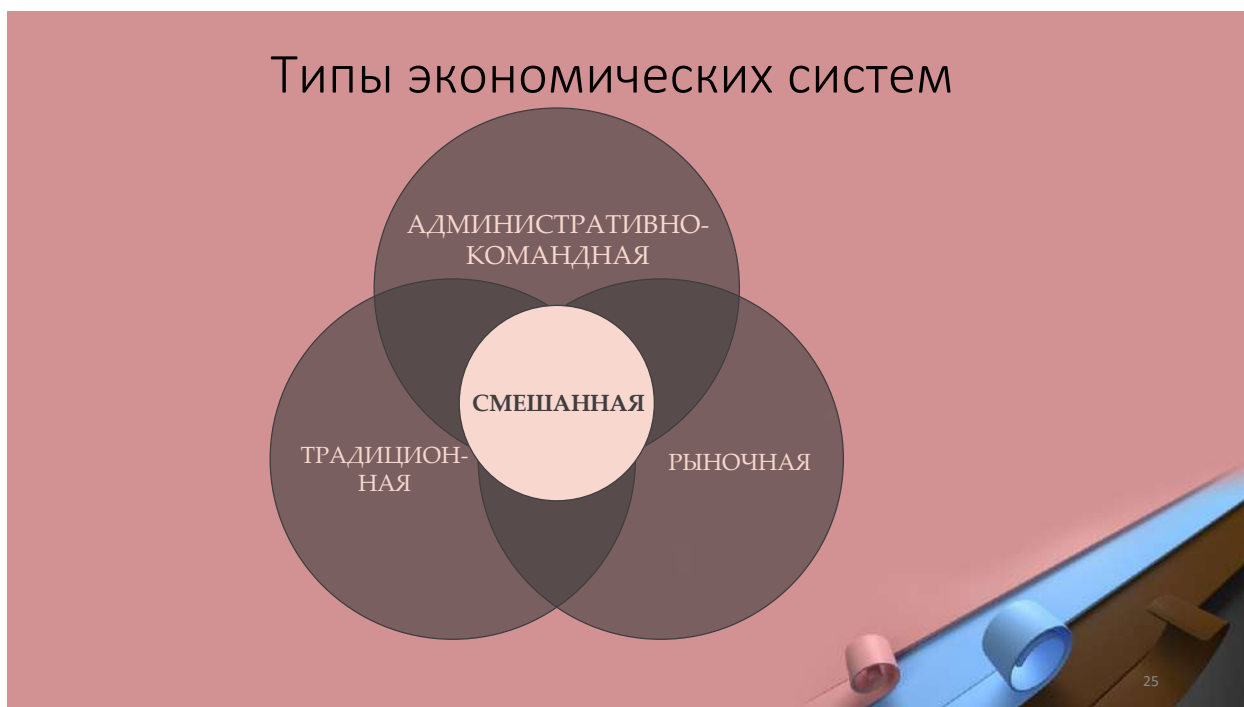 Типы экономических систем
АДМИНИСТРАТИВНО-
КОМАНДНАЯ
СМЕШАННАЯ
ТРАДИЦИОН-
НАЯ
РЫНОЧНАЯ
25